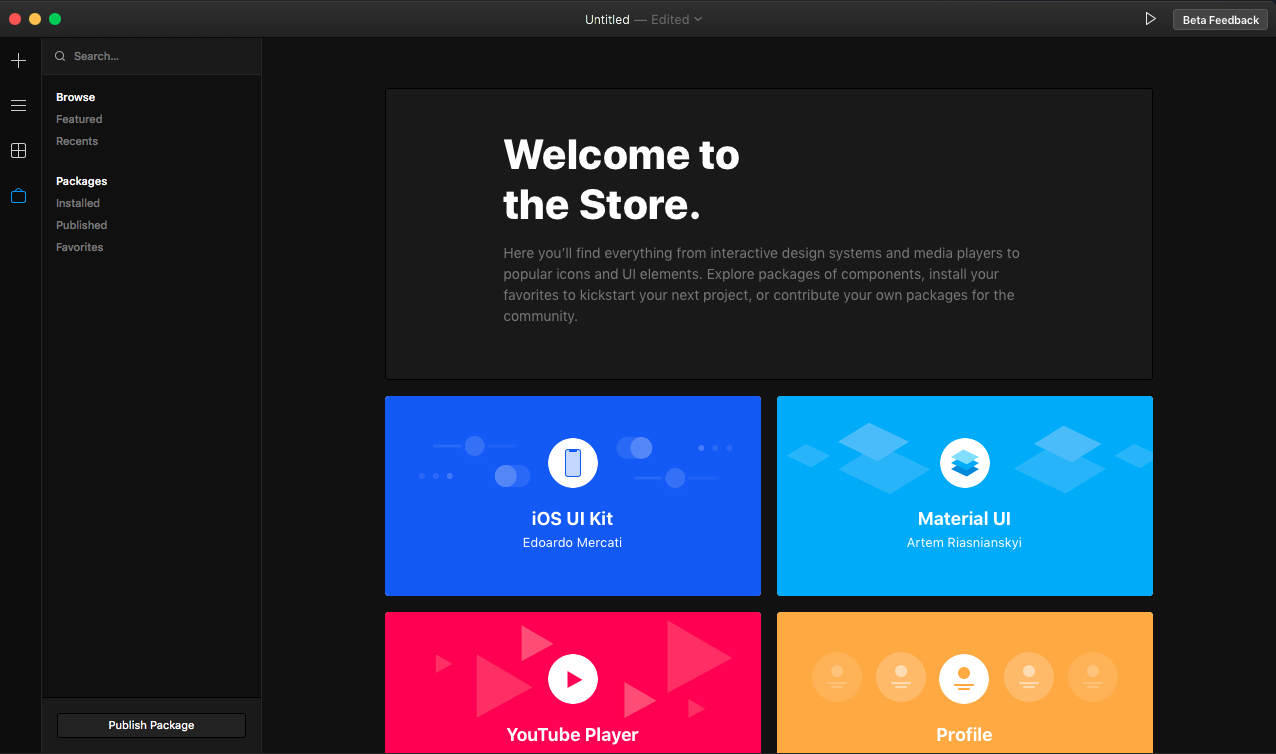 Untitled — Edited
Beta Feedback
Search...
Browse
Featured
Recents
Packages
Installed
Published
Favorites
Publish Package
Welcome to
the Store.
Here you’ll find everything from interactive design systems and media players to
popular icons and UI elements. Explore packages of components, install your
favorites to kickstart your next project, or contribute your own packages for the
community.
iOS UI Kit
Edoardo Mercati
Material UI
Artem Riasnianskyi
YouTube Player
Profile